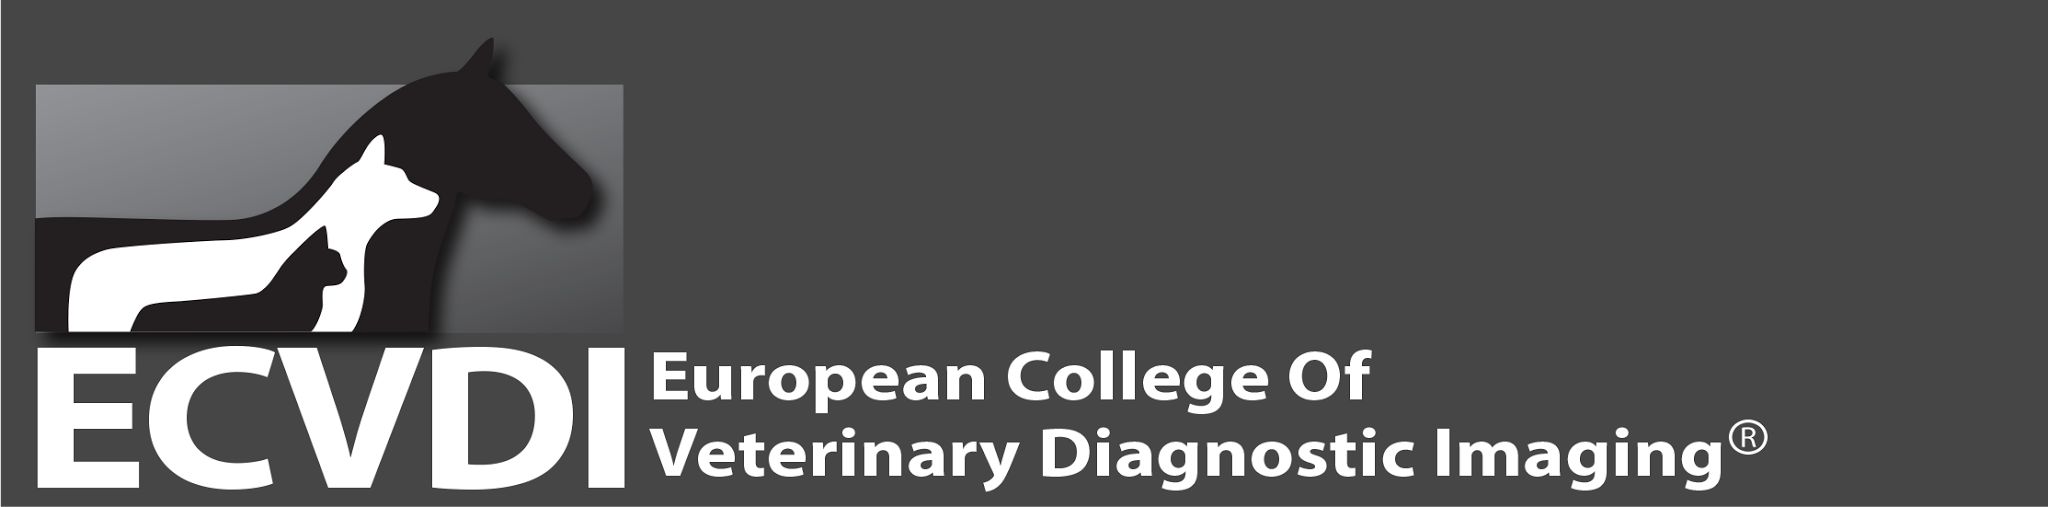 ECVDI
European College Of
Veterinary Diagnostic Imaging®